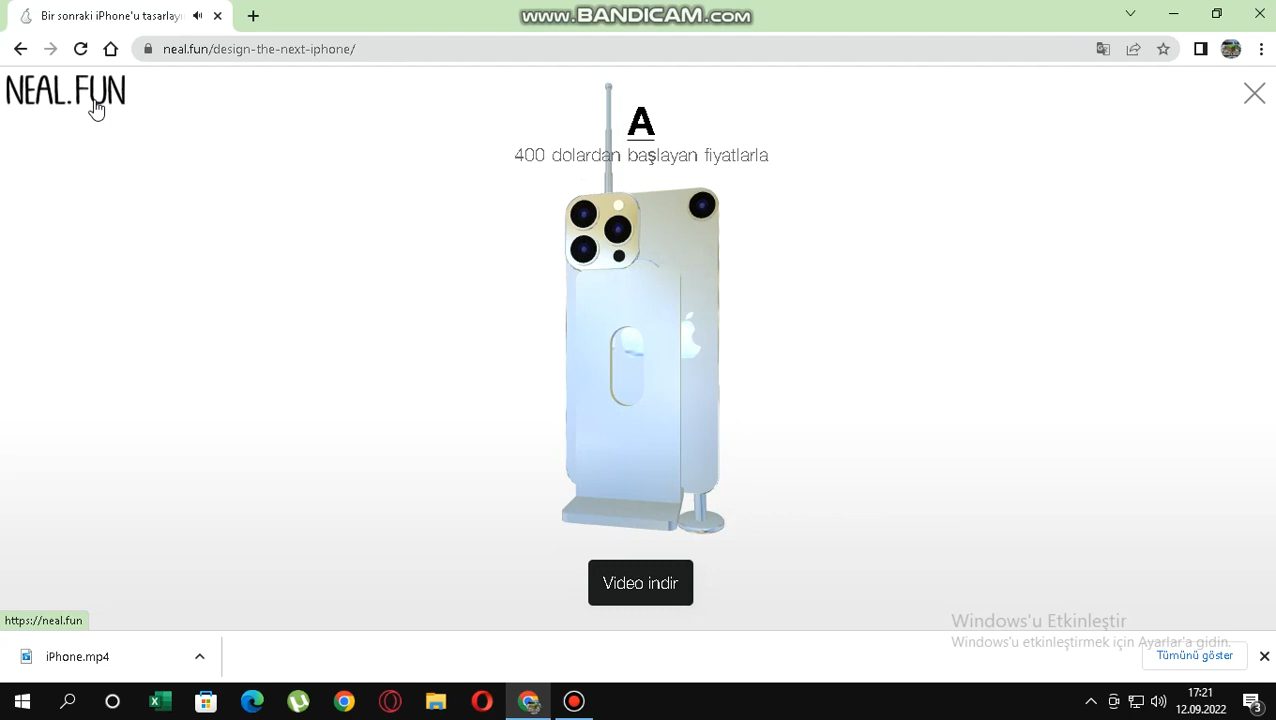 www.BANDICAM.com
Bir sonraki iPhone'u tasarlayın
neal.fun/design-the-next-iphone/
NEAL.FUN
A
400 dolardan başlayan fiyatlarla
Video indir
https://neal.fun
Windows'u Etkinleştir
Windows'u etkinleştirmek için Ayarlar'a gidin.
iPhone.mp4
Tümünü göster
17:21
12.09.2022
3